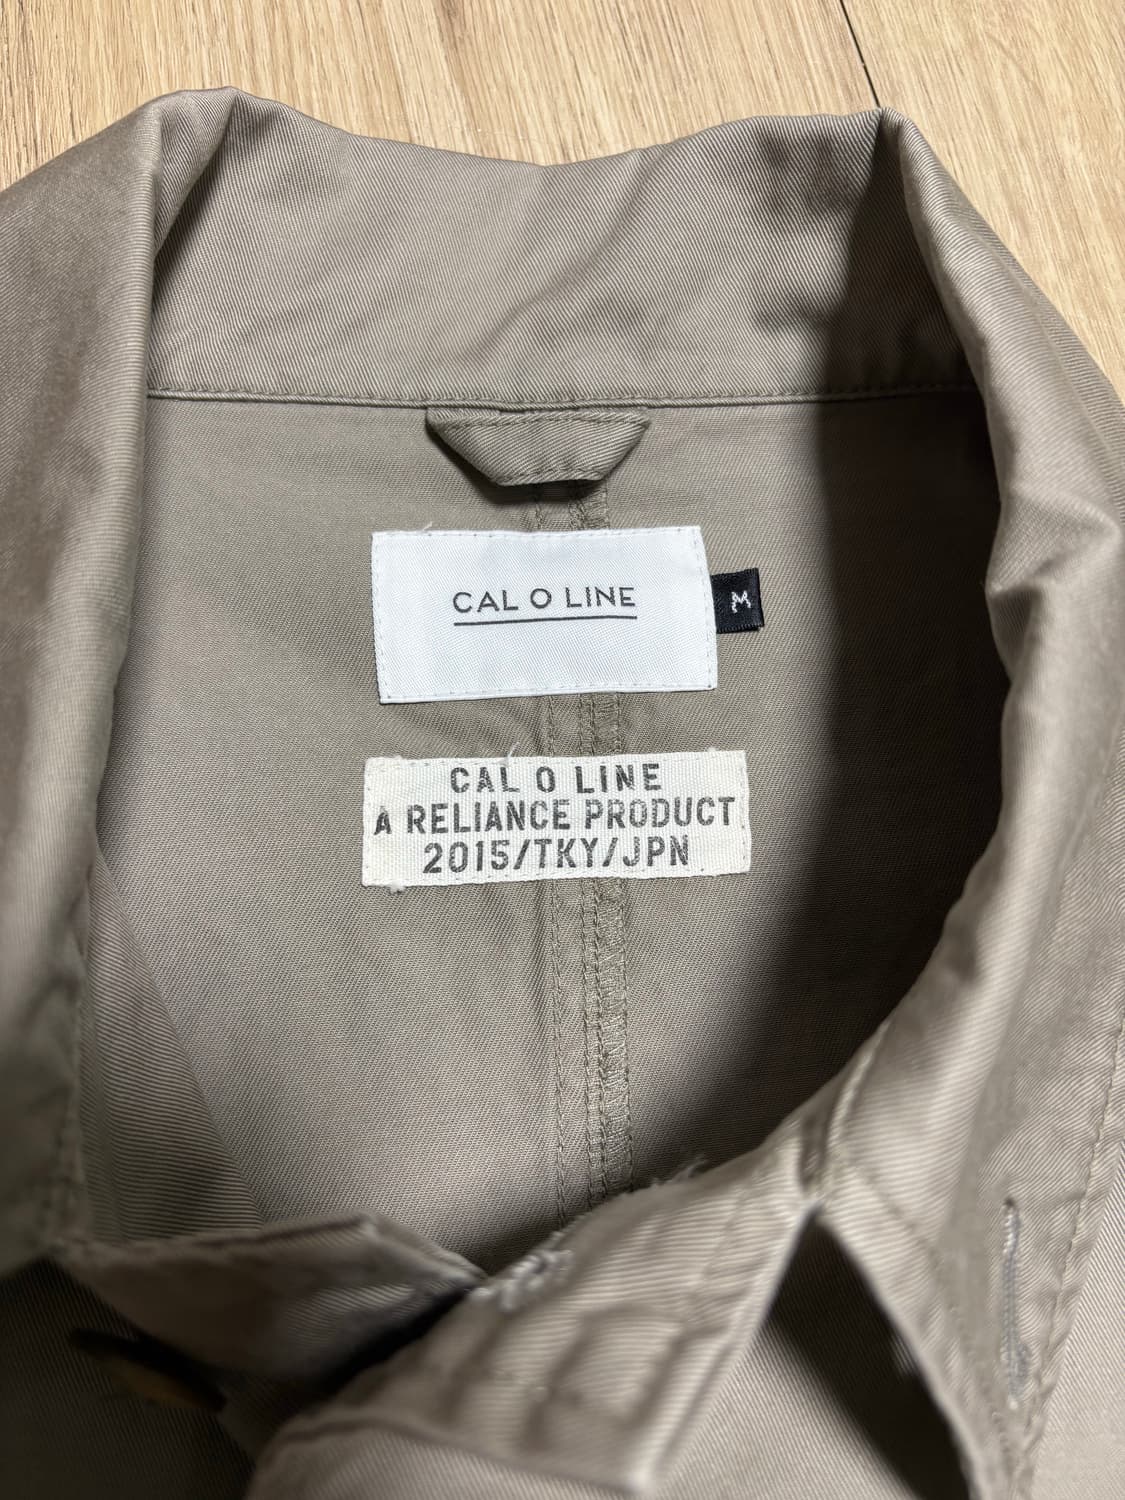 CAL O LINE
M
CAL O LINE
A RELIANCE PRODUCT
2015/TKY/JPN